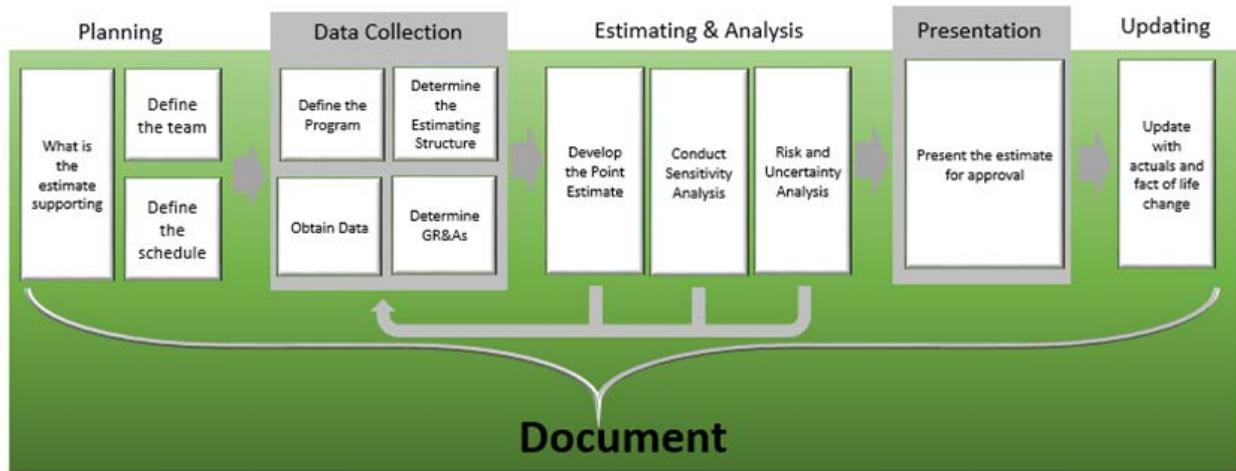 Planning
What is
the
estimate
supporting
Define
the team
Define
the
schedule
Data Collection
Define the
Program
Determine
the
Estimating
Structure
Obtain Data
Determine
GR&As
Estimating & Analysis
Develop
the Point
Estimate
Conduct
Sensitivity
Analysis
Risk and
Uncertainty
Analysis
Presentation
Present the estimate
for approval
Updating
Update
with
actuals and
fact of life
change
Document